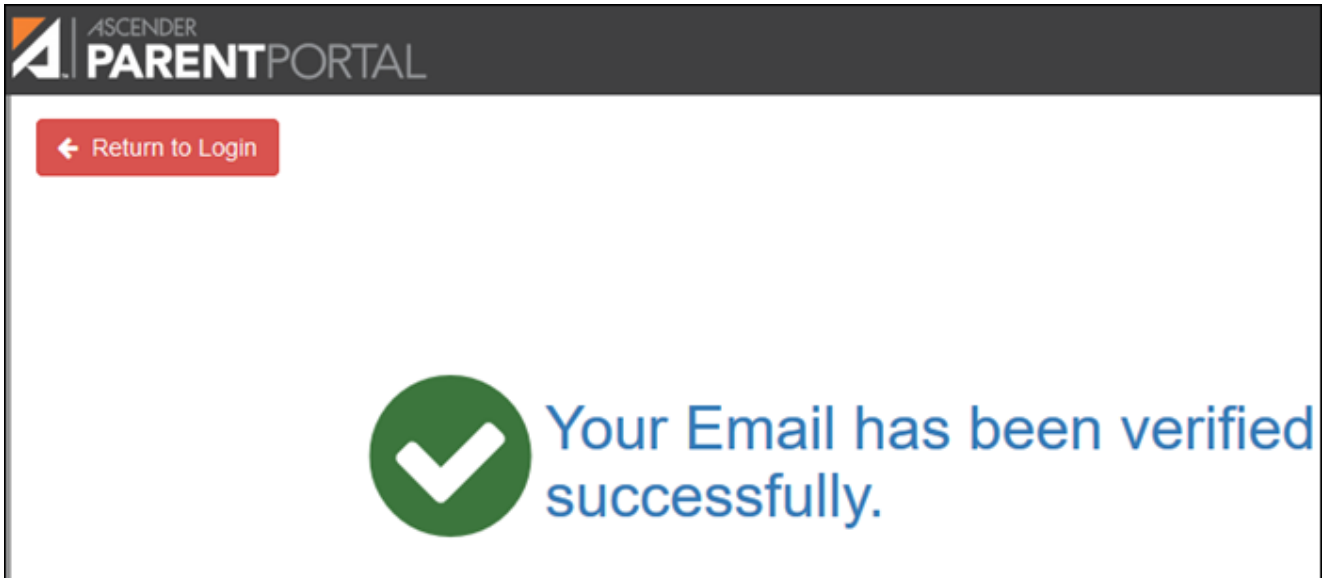 ASCENDER
PARENTPORTAL
Return to Login
Your Email has been verified
successfully.